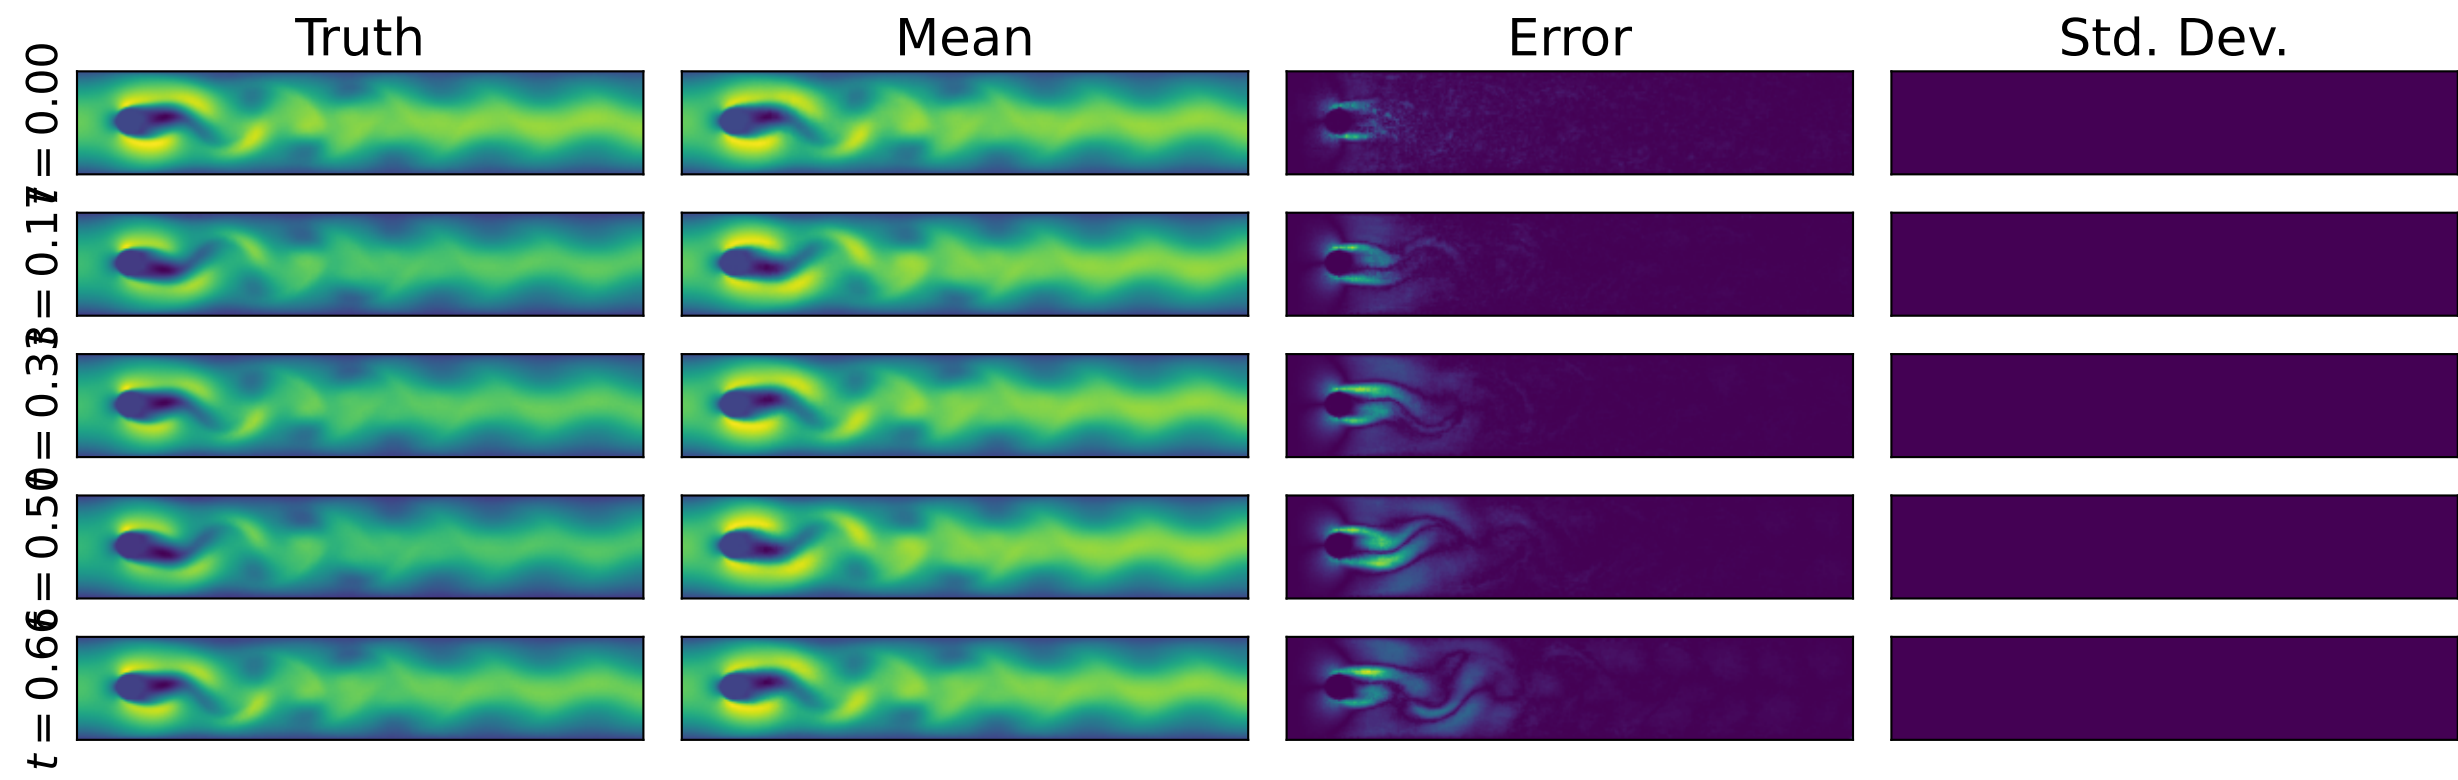 Truth Mean Error Std. Dev.
t = 0.00
t = 0.17
t = 0.33
t = 0.50
t = 0.66